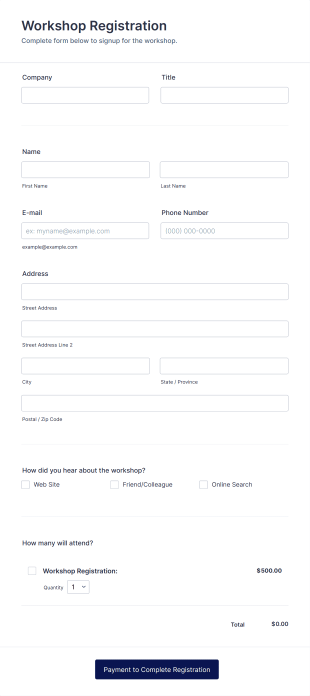 Workshop Registration
Complete form below to signup for the workshop.
Company Title
Name
First Name Last Name
E-mail Phone Number
ex: myname@example.com (000) 000-0000
example@example.com
Address
Street Address
Street Address Line 2
City State / Province
Postal / Zip Code
How did you hear about the workshop?
Web Site Friend/Colleague Online Search
How many will attend?
Workshop Registration: $500.00
Quantity 1
Total $0.00
Payment to Complete Registration